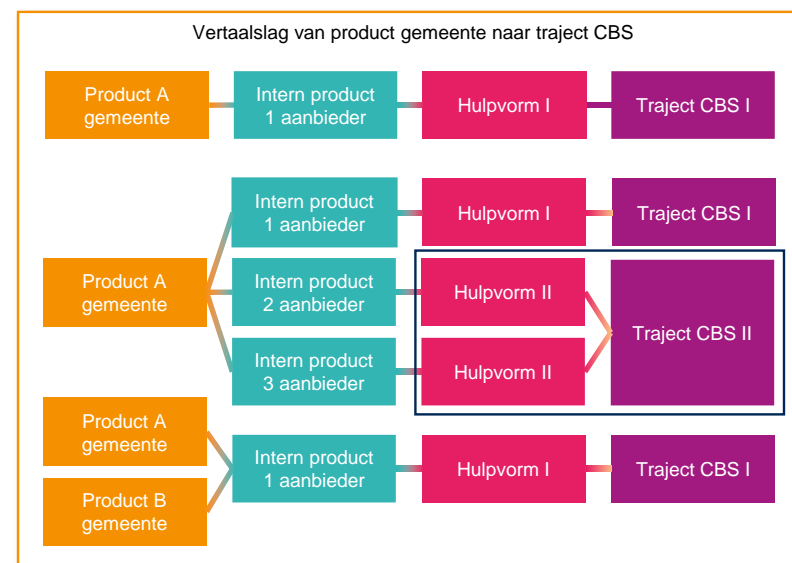 Vertaalslag van product gemeente naar traject CBS
Product A
gemeente
Intern product
1 aanbieder
Hulpvorm I
Traject CBS I
Product A
gemeente
Intern product
1 aanbieder
Hulpvorm I
Traject CBS I
Intern product
2 aanbieder
Hulpvorm II
Intern product
3 aanbieder
Hulpvorm II
Traject CBS II
Product A
gemeente
Product B
gemeente
Intern product
1 aanbieder
Hulpvorm I
Traject CBS I